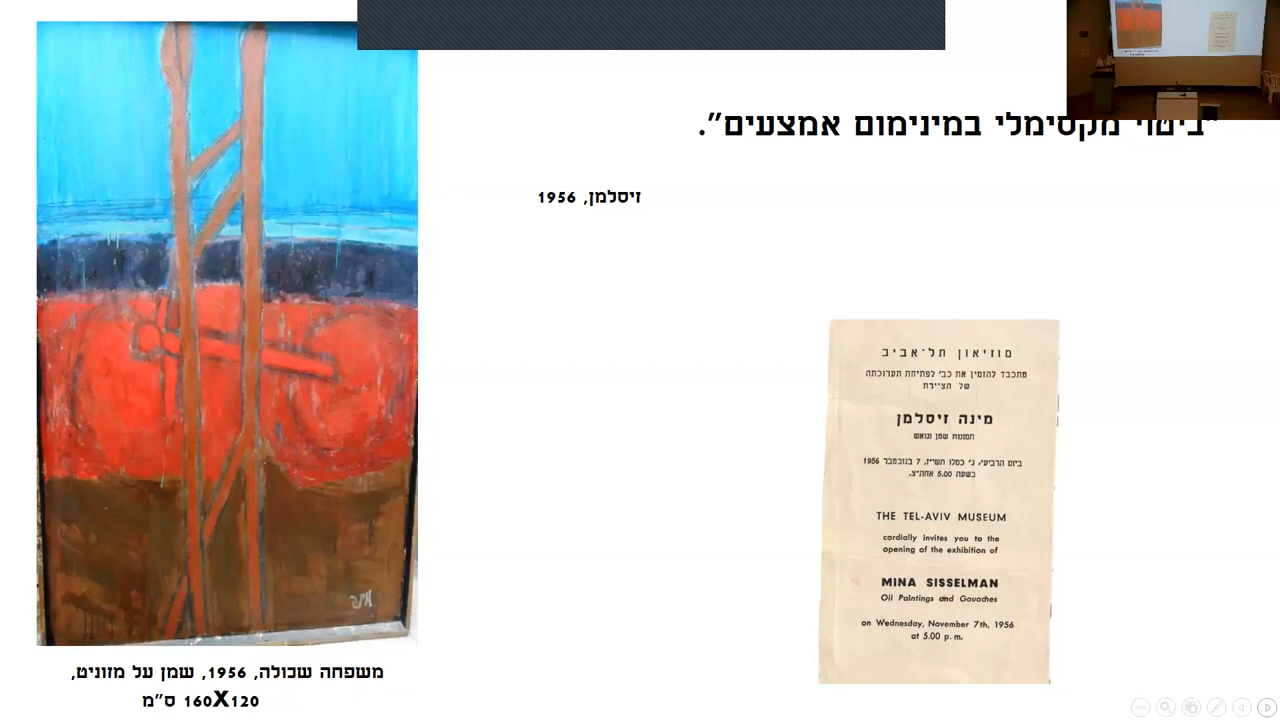 "ביטוי מקסימלי במינימום אמצעים".
זיסלמן, 1956
מוזיאון תל־אביב
מתכבד להזמין את כב' לפתיחת תערוכתה
של הציירת
מינה זיסלמן
תמונות שמן וגואש
ביום הרביעי, ג' כסלו תשי"ז, 7 בנובמבר 1956
בשעה 5.00 אחה"צ.
THE TEL-AVIV MUSEUM
cordially invites you to the
opening of the exhibition of
MINA SISSELMAN
Oil Paintings and Gouaches
on Wednesday, November 7th, 1956
at 5.00 p. m.
משפחה שכולה, 1956, שמן על מזוניט,
160X120 ס"מ